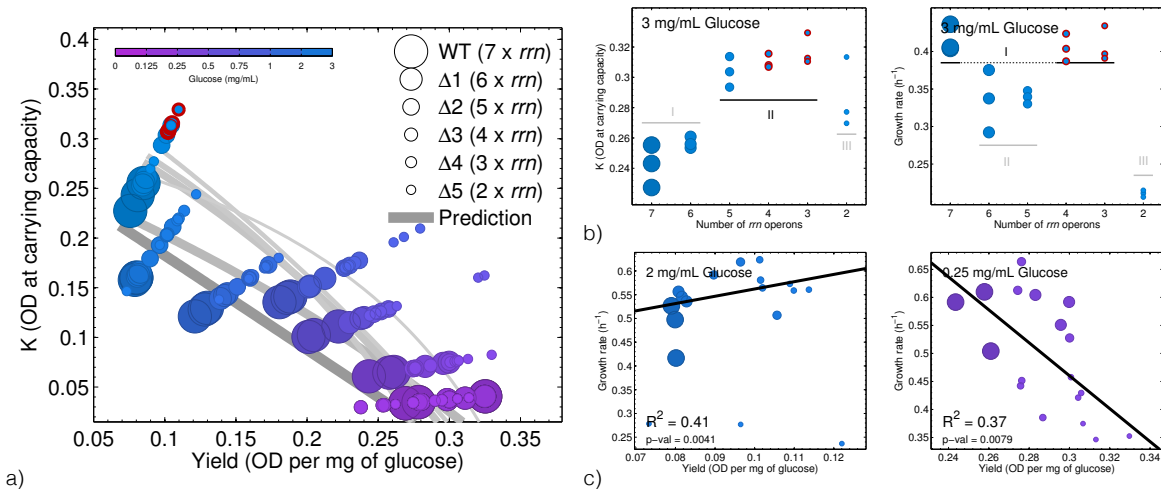 0.4
0.35
0.3
0.25
0.2
0.15
0.1
0.05
K (OD at carrying capacity)
0 0.125 0.25 0.5 0.75 1 2 3
Glucose (mg/mL)
WT (7 x rrn)
Δ1 (6 x rrn)
Δ2 (5 x rrn)
Δ3 (4 x rrn)
Δ4 (3 x rrn)
Δ5 (2 x rrn)
Prediction
0.05 0.1 0.15 0.2 0.25 0.3 0.35
Yield (OD per mg of glucose)
a)
3 mg/mL Glucose
0.32
0.3
0.28
0.26
0.24
K (OD at carrying capacity)
I
II
III
7 6 5 4 3 2
Number of rrn operons
b)
3 mg/mL Glucose
0.4
0.35
0.3
0.25
Growth rate (h⁻¹)
I
II
III
7 6 5 4 3 2
Number of rrn operons
2 mg/mL Glucose
0.6
0.55
0.5
0.45
0.4
0.35
0.3
0.25
Growth rate (h⁻¹)
R² = 0.41
p-val = 0.0041
0.07 0.08 0.09 0.1 0.11 0.12
Yield (OD per mg of glucose)
c)
0.25 mg/mL Glucose
0.65
0.6
0.55
0.5
0.45
0.4
0.35
Growth rate (h⁻¹)
R² = 0.37
p-val = 0.0079
0.24 0.26 0.28 0.3 0.32 0.34
Yield (OD per mg of glucose)